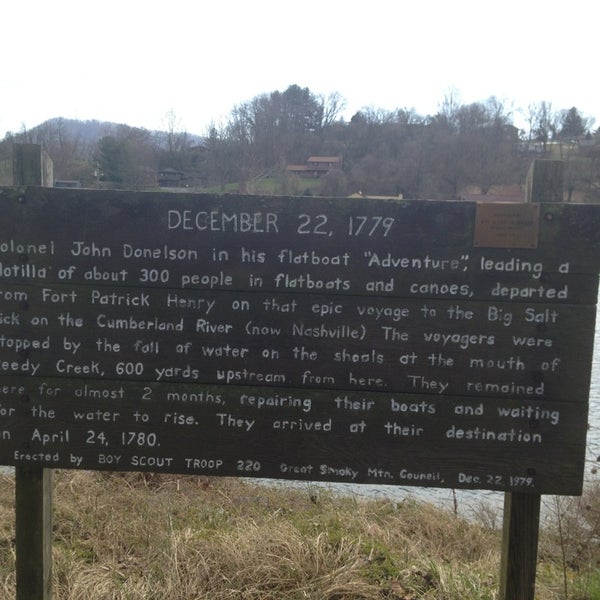 DECEMBER 22, 1779
olonel John Donelson in his flatboat "Adventure", leading a
lotilla of about 300 people in flatboats and canoes, departed
rom Fort Patrick Henry on that epic voyage to the Big Salt
ick on the Cumberland River (now Nashville) The voyagers were
topped by the fall of water on the shoals at the mouth of
eedy Creek, 600 yards upstream from here. They remained
ere for almost 2 months, repairing their boats and waiting
or the water to rise. They arrived at their destination
n April 24, 1780.
Erected by BOY SCOUT TROOP 220 Great Smoky Mtn. Council, Dec. 22, 1979.